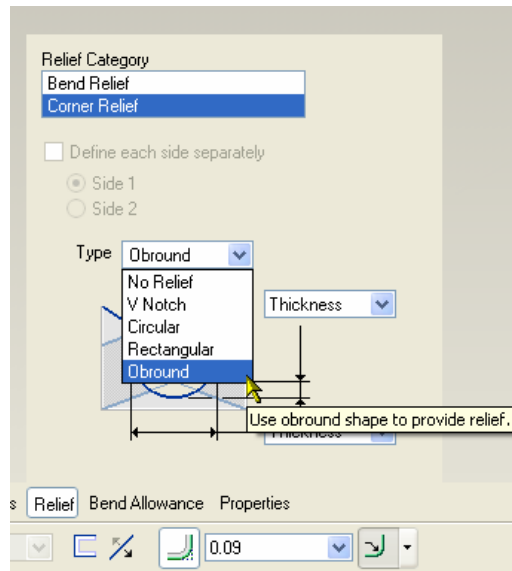 Relief Category
Bend Relief
Corner Relief
Define each side separately
Side 1
Side 2
Type Obround
No Relief
V Notch
Thickness
Circular
Rectangular
Obround
Use obround shape to provide relief.
Thickness
s Relief Bend Allowance Properties
0.09